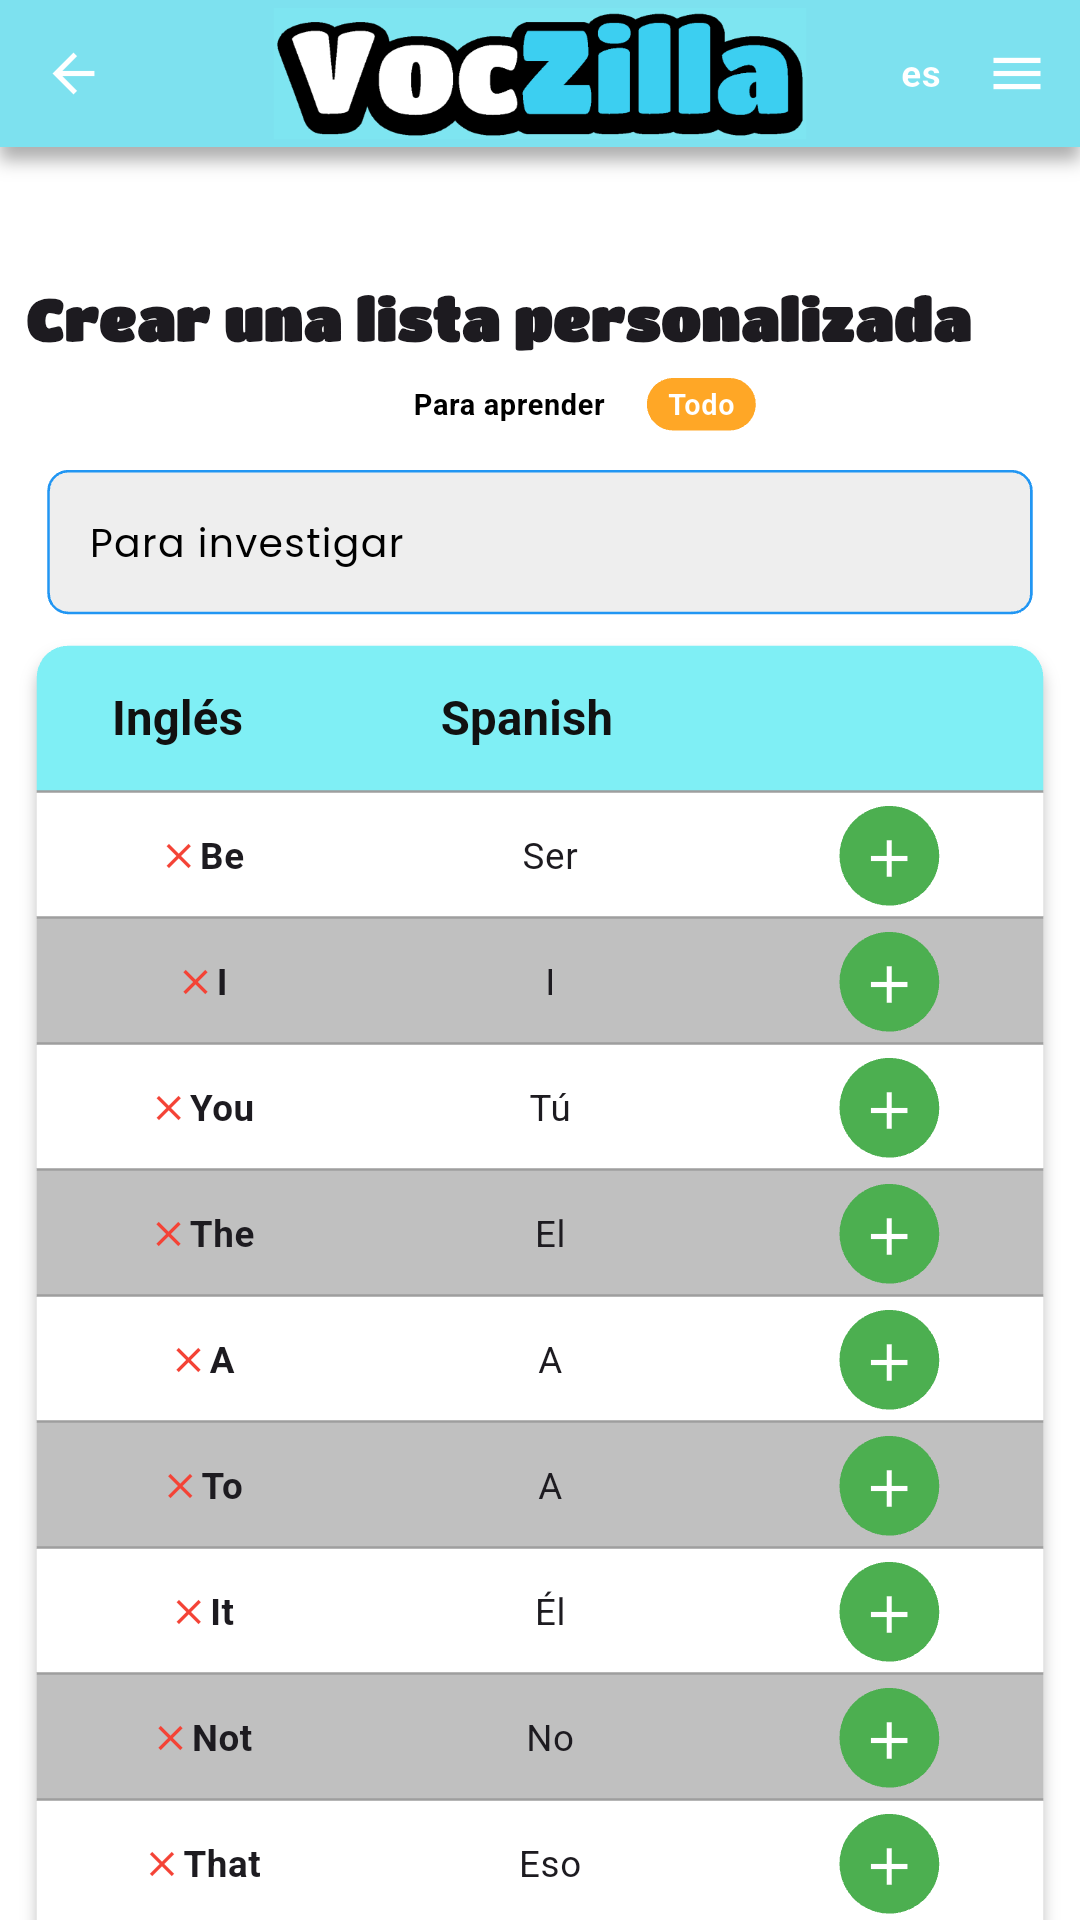 VocZilla
es
Crear una lista personalizada
Para aprender Todo
Para investigar
Inglés Spanish
Be Ser
I I
You Tú
The El
A A
To A
It Él
Not No
That Eso